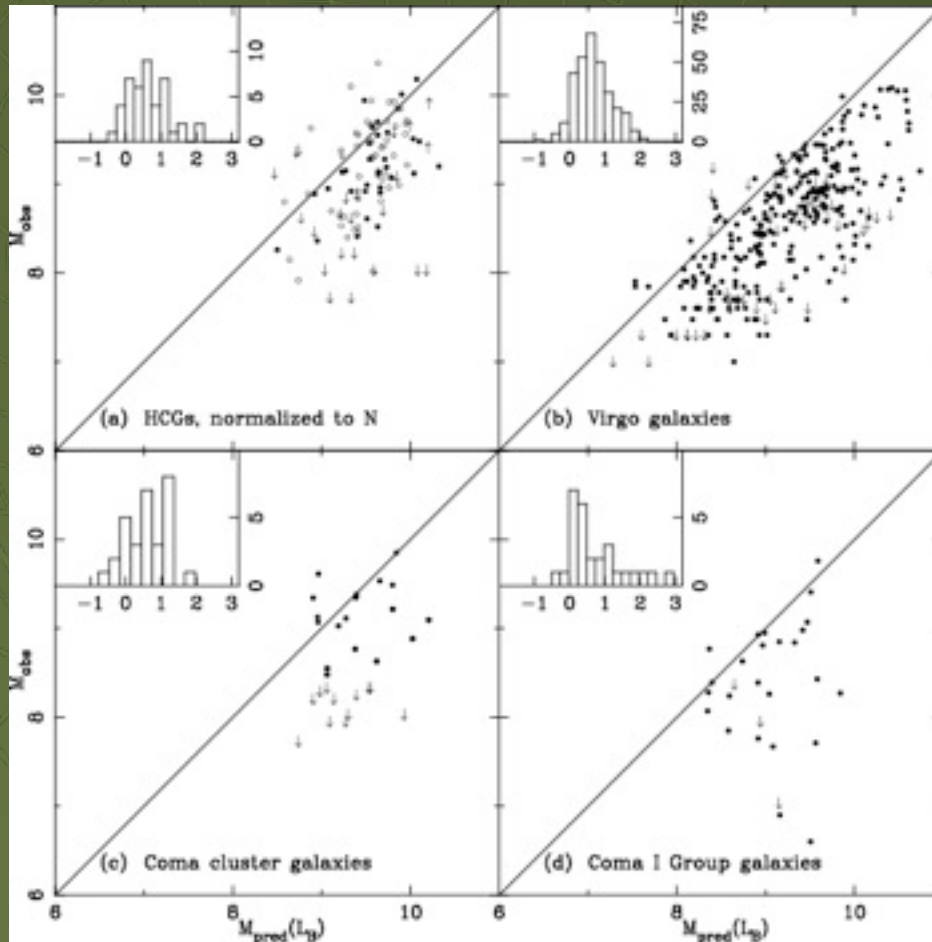 10
5
0
-1 0 1 2 3
75
50
25
0
-1 0 1 2 3
10
8
6
M_obs
(a) HCGs, normalized to N
(b) Virgo galaxies
5
0
-1 0 1 2 3
5
0
-1 0 1 2 3
10
8
6
M_obs
(c) Coma cluster galaxies
(d) Coma I Group galaxies
6 8 10 6 8 10
M_pred(L_B) M_pred(L_B)